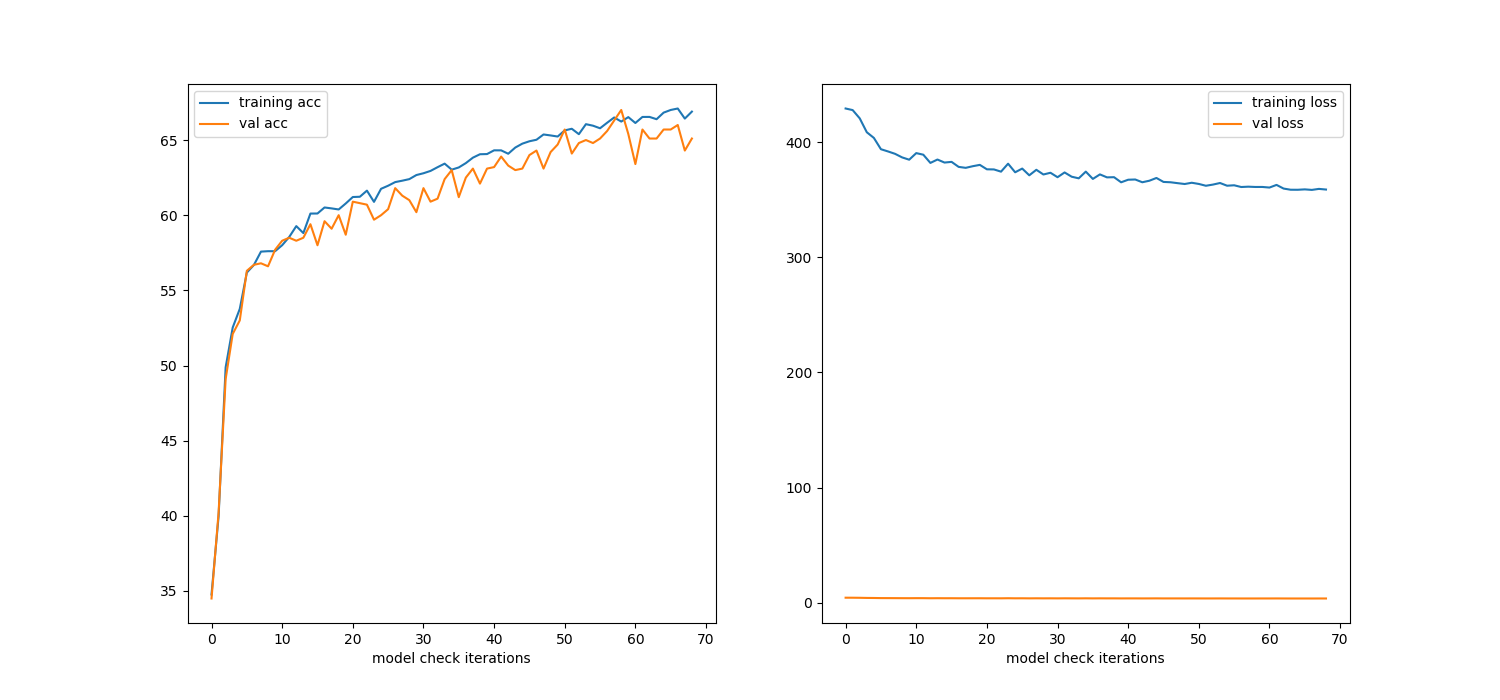 training acc
val acc
65
60
55
50
45
40
35
0 10 20 30 40 50 60 70
model check iterations
training loss
val loss
400
300
200
100
0
0 10 20 30 40 50 60 70
model check iterations